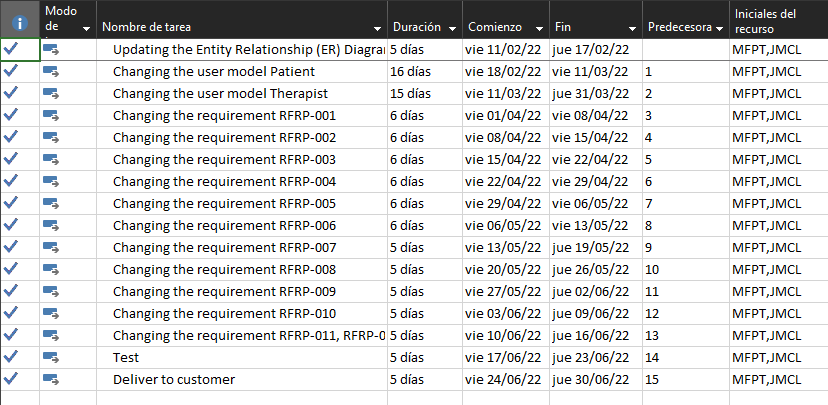 Modo de Nombre de tarea Duración Comienzo Fin Predecesora Iniciales del recurso
Updating the Entity Relationship (ER) Diagra 5 días vie 11/02/22 jue 17/02/22 MFPT,JMCL
Changing the user model Patient 16 días vie 18/02/22 vie 11/03/22 1 MFPT,JMCL
Changing the user model Therapist 15 días vie 11/03/22 jue 31/03/22 2 MFPT,JMCL
Changing the requirement RFRP-001 6 días vie 01/04/22 vie 08/04/22 3 MFPT,JMCL
Changing the requirement RFRP-002 6 días vie 08/04/22 vie 15/04/22 4 MFPT,JMCL
Changing the requirement RFRP-003 6 días vie 15/04/22 vie 22/04/22 5 MFPT,JMCL
Changing the requirement RFRP-004 6 días vie 22/04/22 vie 29/04/22 6 MFPT,JMCL
Changing the requirement RFRP-005 6 días vie 29/04/22 vie 06/05/22 7 MFPT,JMCL
Changing the requirement RFRP-006 6 días vie 06/05/22 vie 13/05/22 8 MFPT,JMCL
Changing the requirement RFRP-007 5 días vie 13/05/22 jue 19/05/22 9 MFPT,JMCL
Changing the requirement RFRP-008 5 días vie 20/05/22 jue 26/05/22 10 MFPT,JMCL
Changing the requirement RFRP-009 5 días vie 27/05/22 jue 02/06/22 11 MFPT,JMCL
Changing the requirement RFRP-010 5 días vie 03/06/22 jue 09/06/22 12 MFPT,JMCL
Changing the requirement RFRP-011, RFRP-0 5 días vie 10/06/22 jue 16/06/22 13 MFPT,JMCL
Test 5 días vie 17/06/22 jue 23/06/22 14 MFPT,JMCL
Deliver to customer 5 días vie 24/06/22 jue 30/06/22 15 MFPT,JMCL